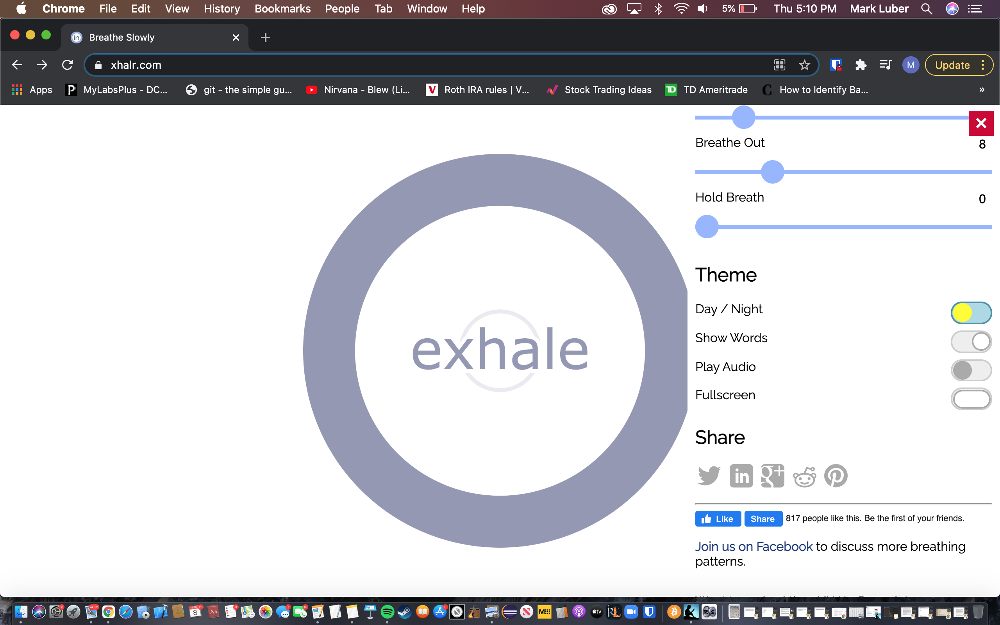 Chrome File Edit View History Bookmarks People Tab Window Help 5% Thu 5:10 PM Mark Luber
in Breathe Slowly
xhalr.com M Update
Apps P MyLabsPlus - DC... git - the simple gu... Nirvana - Blew (Li... V Roth IRA rules | V... Stock Trading Ideas TD TD Ameritrade C How to Identify Ba... »
Breathe Out 8
Hold Breath 0
Theme
Day / Night
Show Words
exhale
Play Audio
Fullscreen
Share
Like Share 817 people like this. Be the first of your friends.
Join us on Facebook to discuss more breathing
patterns.